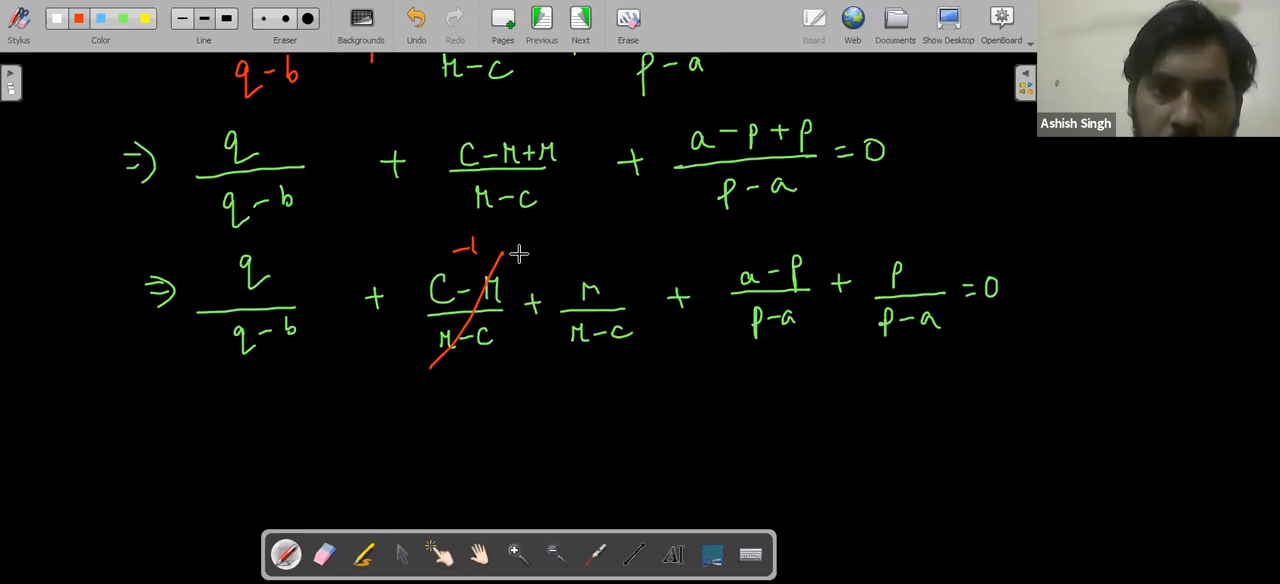 Stylus Color Line Eraser Backgrounds Undo Redo Pages Previous Next Erase Board Web Documents Show Desktop OpenBoard
Ashish Singh
q-b r-c p-a
⇒ q/(q-b) + (c-r+r)/(r-c) + (a-p+p)/(p-a) = 0
-1
⇒ q/(q-b) + (c-r)/(r-c) + r/(r-c) + (a-p)/(p-a) + p/(p-a) = 0